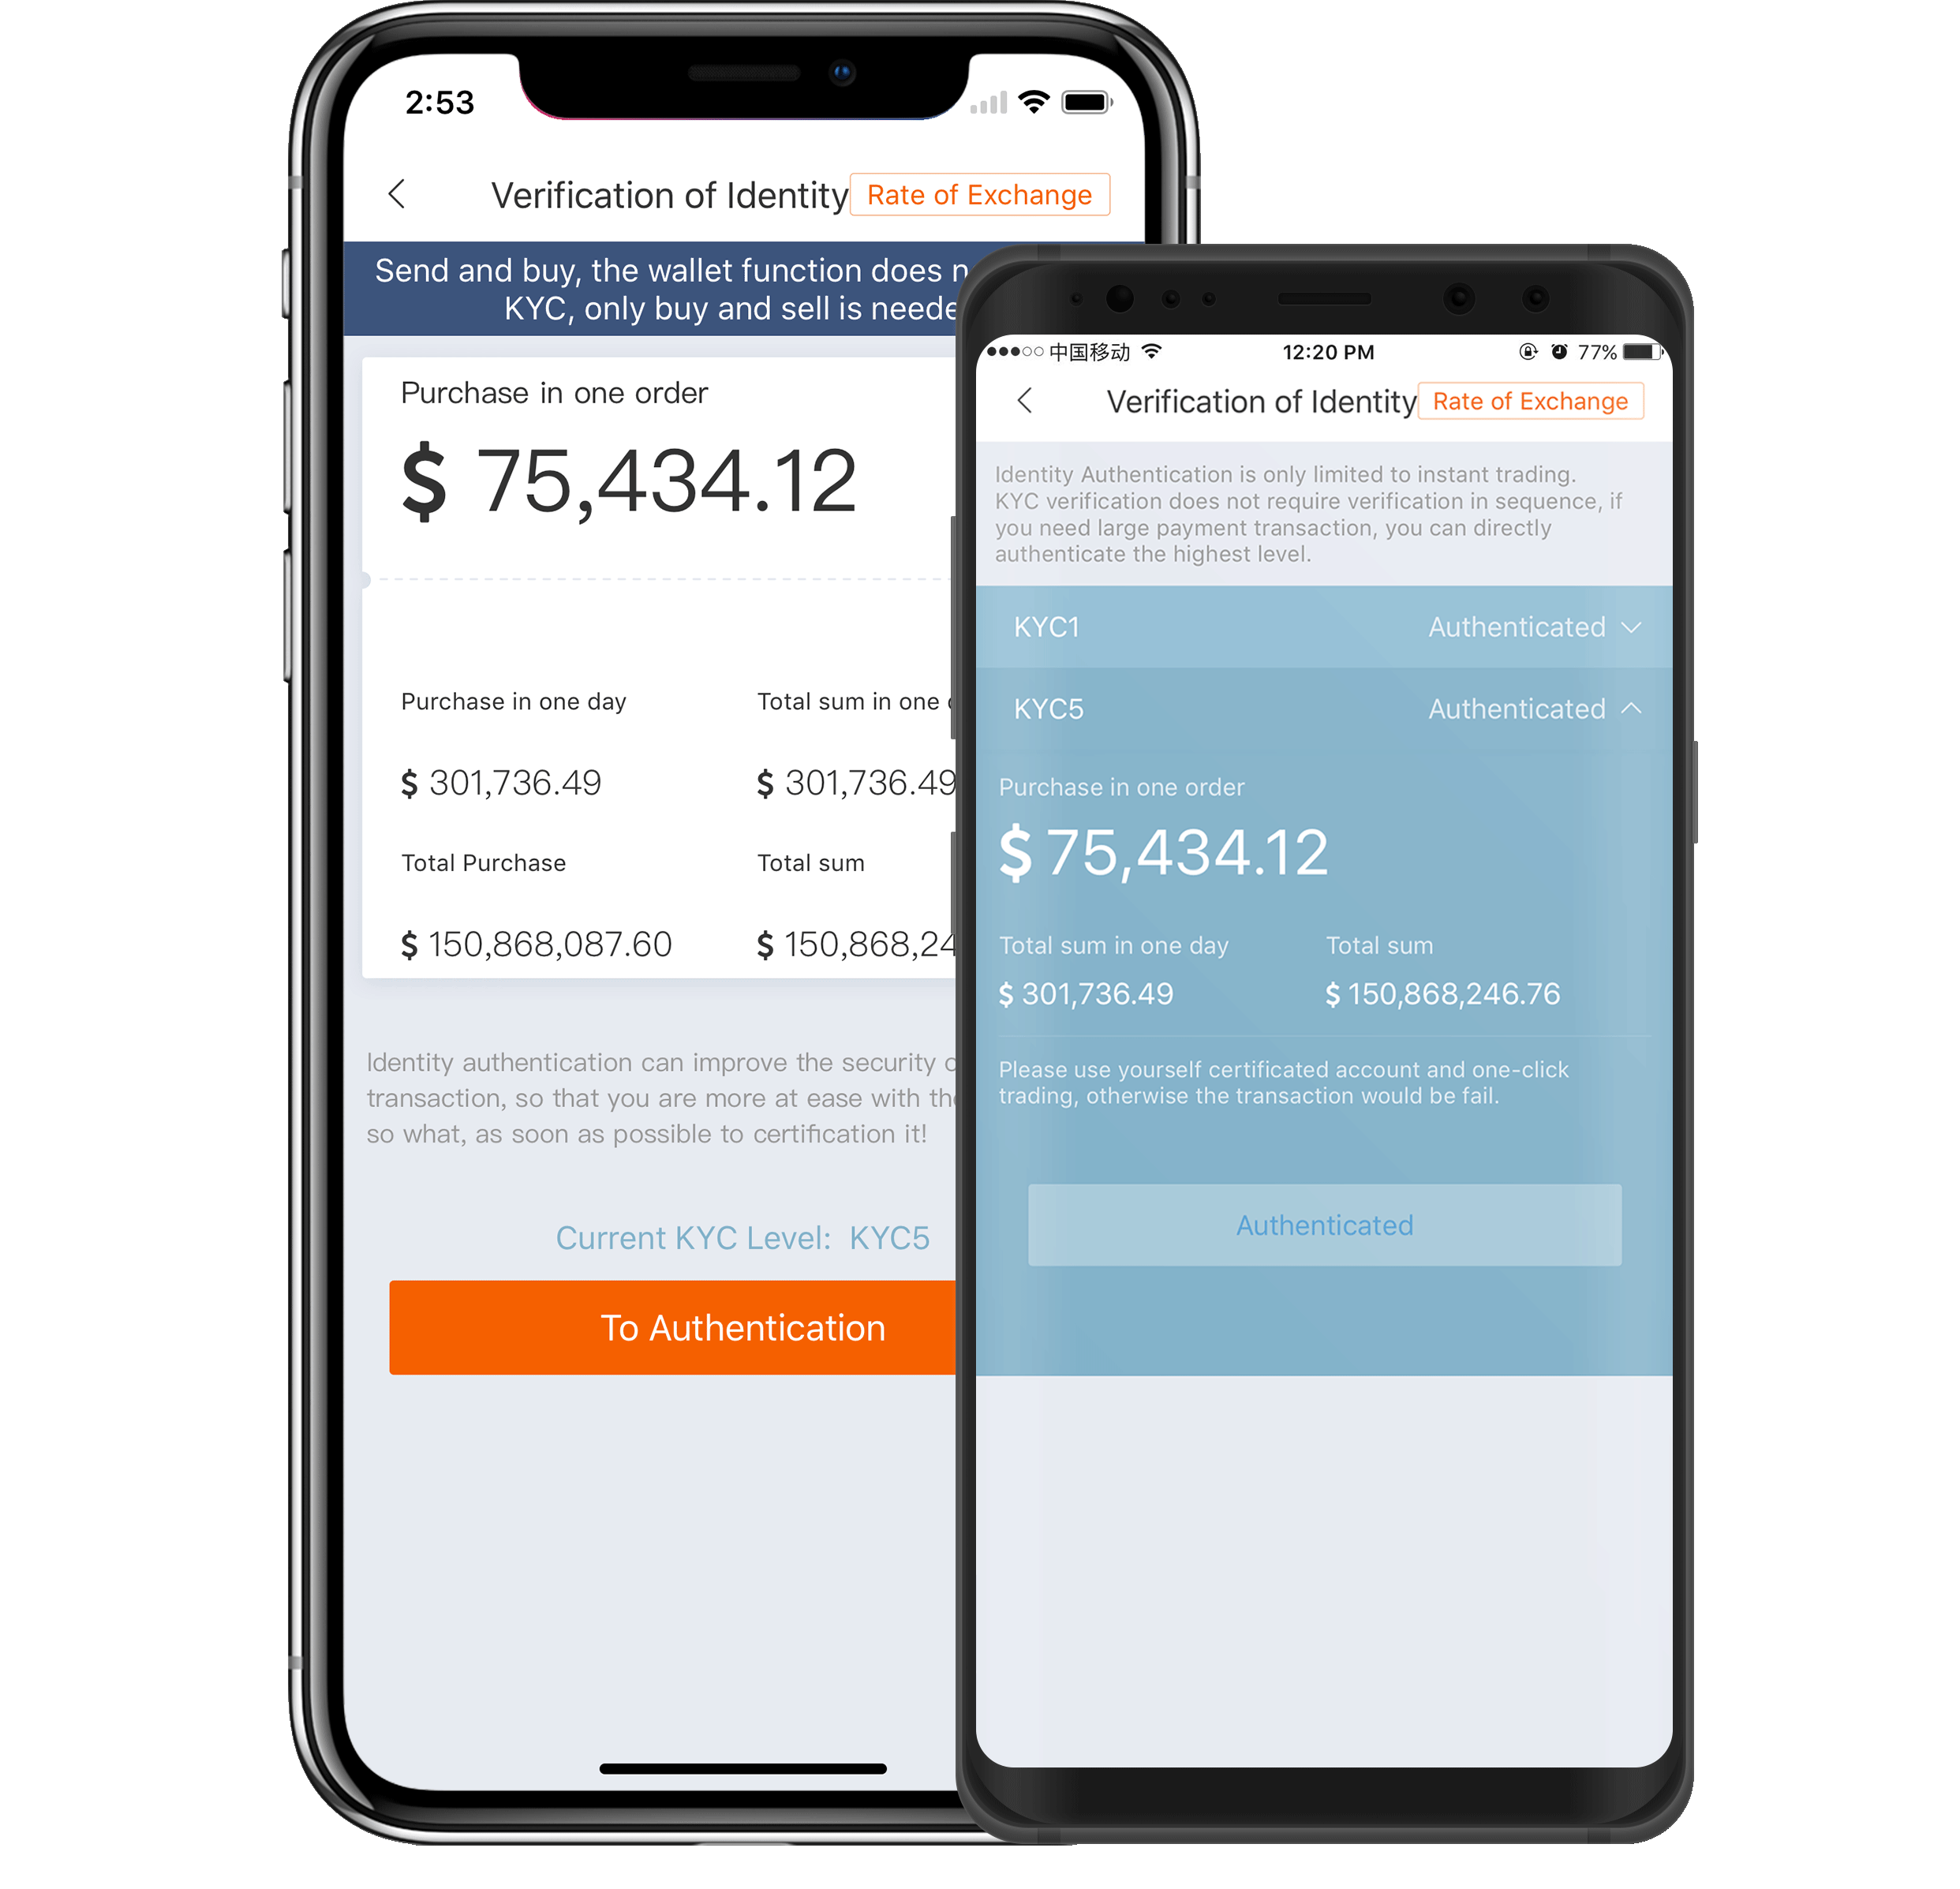 2:53
Verification of Identity
Rate of Exchange
Send and buy, the wallet function does
KYC, only buy and sell is
Purchase in one order
$ 75,434.12
Purchase in one day
Total sum in one
$ 301,736.49
$ 301,736.49
Total Purchase
Total sum
$ 150,868,087.60
$ 150,868,24
Identity authentication can improve the security
transaction, so that you are more at ease with
so what, as soon as possible to certification it!
Current KYC Level: KYC5
To Authentication
中国移动
12:20 PM
77%
Verification of Identity
Rate of Exchange
Identity Authentication is only limited to instant trading.
KYC verification does not require verification in sequence, if
you need large payment transaction, you can directly
authenticate the highest level.
KYC1
Authenticated
KYC5
Authenticated
Purchase in one order
$ 75,434.12
Total sum in one day
Total sum
$ 301,736.49
$ 150,868,246.76
Please use yourself certificated account and one-click
trading, otherwise the transaction would be fail.
Authenticated